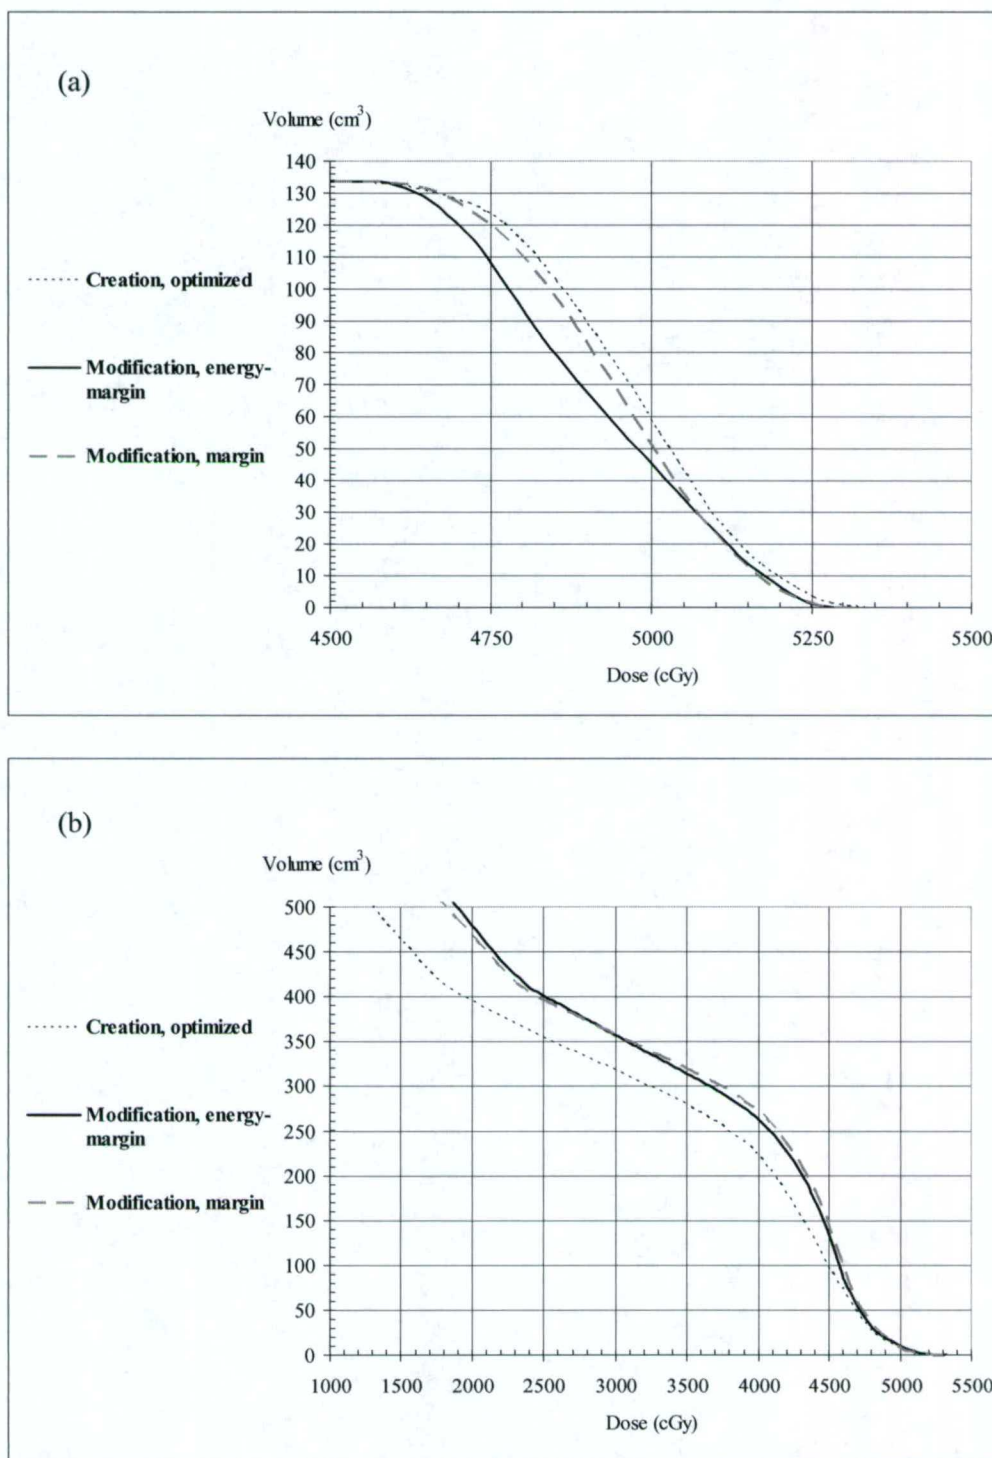 (a)
Volume (cm³)
140
130
120
110
100
90
80
70
60
50
40
30
20
10
0
4500 4750 5000 5250 5500
Dose (cGy)
Creation, optimized
Modification, energy-
margin
Modification, margin
(b)
Volume (cm³)
500
450
400
350
300
250
200
150
100
50
0
1000 1500 2000 2500 3000 3500 4000 4500 5000 5500
Dose (cGy)
Creation, optimized
Modification, energy-
margin
Modification, margin